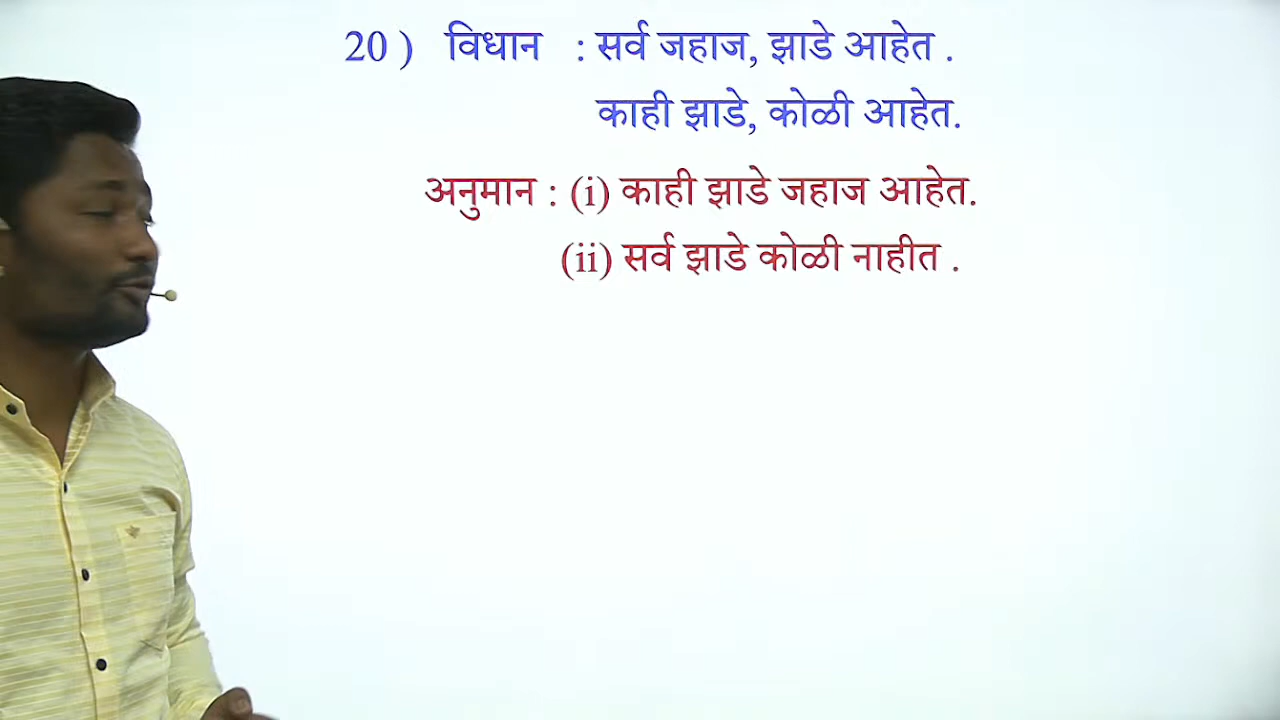 20 ) विधान : सर्व जहाज, झाडे आहेत .
काही झाडे, कोळी आहेत.
अनुमान : (i) काही झाडे जहाज आहेत.
(ii) सर्व झाडे कोळी नाहीत .